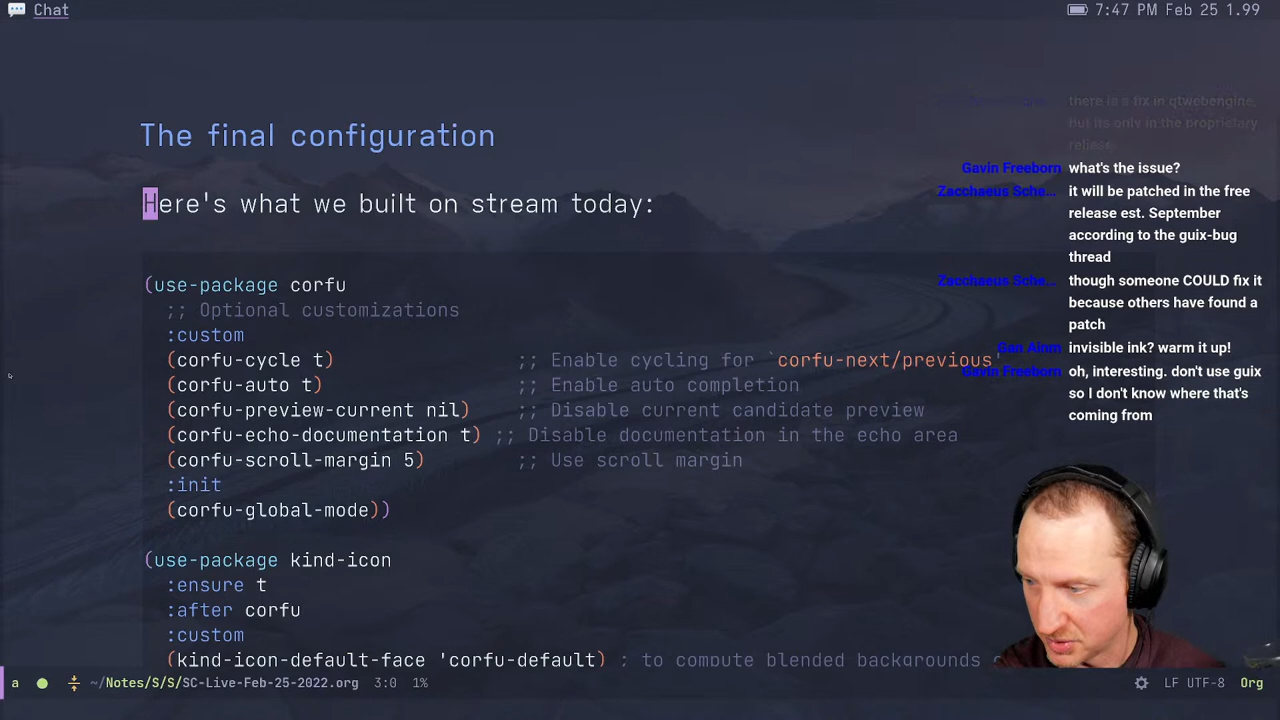 Chat
7:47 PM Feb 25 1.99
The final configuration
Here's what we built on stream today:
(use-package corfu
;; Optional customizations
:custom
(corfu-cycle t) ;; Enable cycling for `corfu-next/previous'
(corfu-auto t) ;; Enable auto completion
(corfu-preview-current nil) ;; Disable current candidate preview
(corfu-echo-documentation t) ;; Disable documentation in the echo area
(corfu-scroll-margin 5) ;; Use scroll margin
:init
(corfu-global-mode))
(use-package kind-icon
:ensure t
:after corfu
:custom
(kind-icon-default-face 'corfu-default) ; to compute blended backgrounds
there is a fix in qtwebengine,
but its only in the proprietary
release
Gavin Freeborn what's the issue?
Zacchaeus Sche... it will be patched in the free
release est. September
according to the guix-bug
thread
Zacchaeus Sche... though someone COULD fix it
because others have found a
patch
invisible ink? warm it up!
Gavin Freeborn oh, interesting. don't use guix
so I don't know where that's
coming from
a ~/Notes/S/S/SC-Live-Feb-25-2022.org 3:0 1%
LF UTF-8 Org